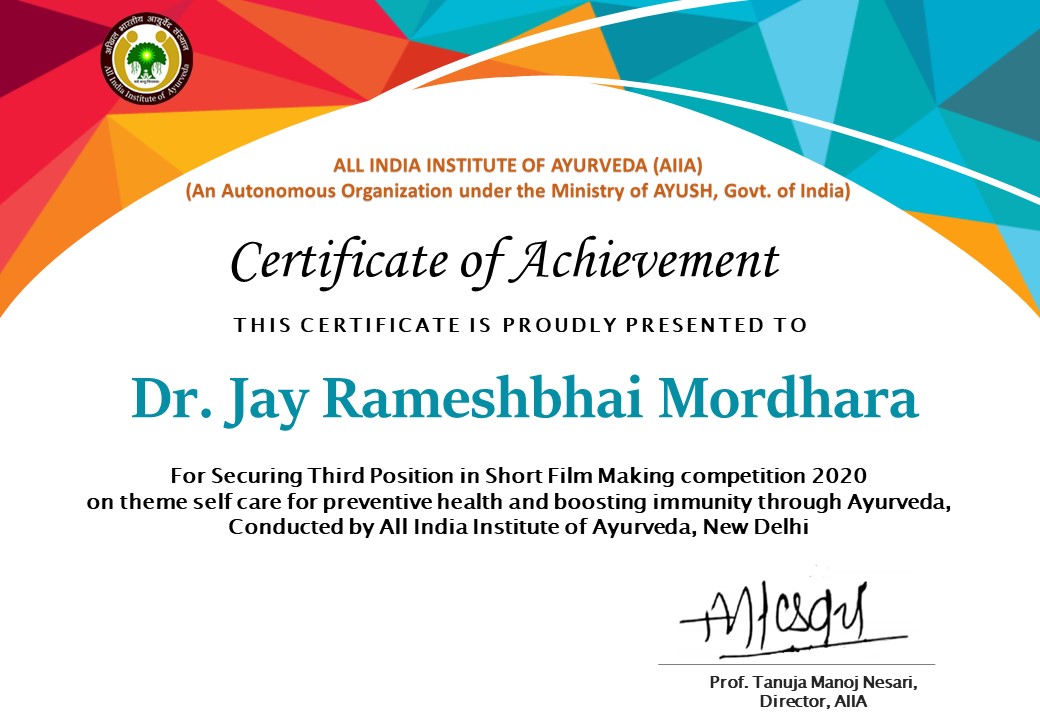 अखिल भारतीय आयुर्वेद संस्थान
All India Institute of Ayurveda
ALL INDIA INSTITUTE OF AYURVEDA (AIIA)
(An Autonomous Organization under the Ministry of AYUSH, Govt. of India)
Certificate of Achievement
THIS CERTIFICATE IS PROUDLY PRESENTED TO
Dr. Jay Rameshbhai Mordhara
For Securing Third Position in Short Film Making competition 2020
on theme self care for preventive health and boosting immunity through Ayurveda,
Conducted by All India Institute of Ayurveda, New Delhi
Prof. Tanuja Manoj Nesari,
Director, AIIA